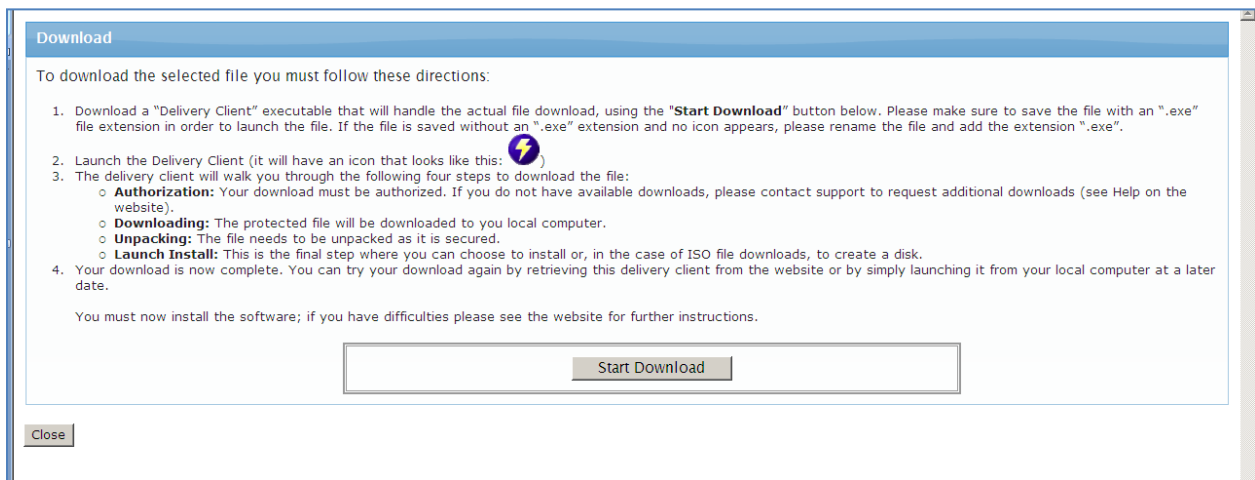 Download
To download the selected file you must follow these directions:
1. Download a “Delivery Client” executable that will handle the actual file download, using the "Start Download" button below. Please make sure to save the file with an “.exe”
file extension in order to launch the file. If the file is saved without an “.exe” extension and no icon appears, please rename the file and add the extension “.exe”.
2. Launch the Delivery Client (it will have an icon that looks like this: )
3. The delivery client will walk you through the following four steps to download the file:
o Authorization: Your download must be authorized. If you do not have available downloads, please contact support to request additional downloads (see Help on the
website).
o Downloading: The protected file will be downloaded to you local computer.
o Unpacking: The file needs to be unpacked as it is secured.
o Launch Install: This is the final step where you can choose to install or, in the case of ISO file downloads, to create a disk.
4. Your download is now complete. You can try your download again by retrieving this delivery client from the website or by simply launching it from your local computer at a later
date.
You must now install the software; if you have difficulties please see the website for further instructions.
Start Download
Close